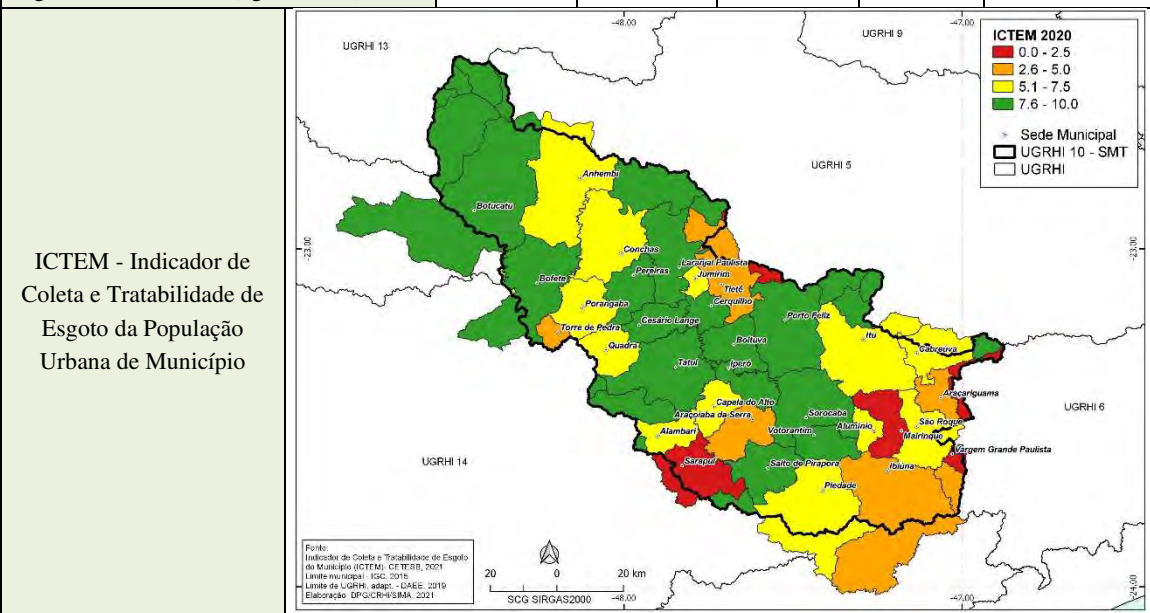 ICTEM - Indicador de
Coleta e Tratabilidade de
Esgoto da População
Urbana de Município
-48.00
-47.00
UGRHI 13
UGRHI 9
ICTEM 2020
0.0 - 2.5
2.6 - 5.0
5.1 - 7.5
7.6 - 10.0
Sede Municipal
UGRHI 10 - SMT
UGRHI
UGRHI 5
Anhembi
Botucatu
-23.00
-23.00
Conchas
Laranjal Paulista
Pereiras
Jumirim
Bofete
Tietê
Cerquilho
Porangaba
Cesário Lange
Porto Feliz
Torre de Pedra
Boituva
Itu
Quadra
Cabreúva
Tatuí
Iperó
Araçariguama
Capela do Alto
UGRHI 6
Araçoiaba da Serra
Sorocaba
São Roque
Alambari
Votorantim
Alumínio
Mairinque
Vargem Grande Paulista
UGRHI 14
Sarapuí
Salto de Pirapora
Ibiúna
Piedade
Fonte:
Indicador de Coleta e Tratabilidade de Esgoto
do Município (ICTEM)- CETESB, 2021
Limite municipal - IGC, 2015
Limite de UGRHI, adapt. - DAEE, 2019
Elaboração: DPG/CRHi/SIMA, 2021
20 0 20 km
SCG SIRGAS2000
-48.00
-47.00
-24.00